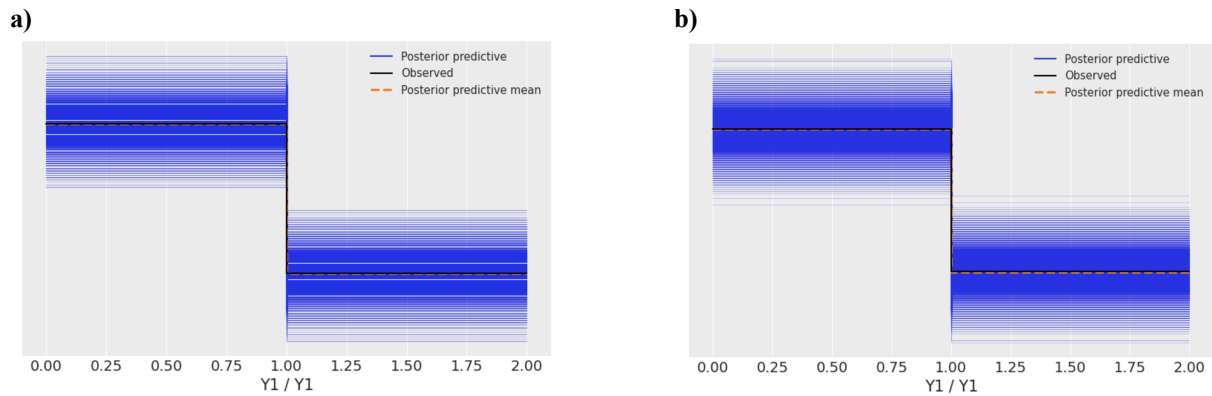 a)
Posterior predictive
Observed
Posterior predictive mean
0.00 0.25 0.50 0.75 1.00 1.25 1.50 1.75 2.00
Y1 / Y1
b)
Posterior predictive
Observed
Posterior predictive mean
0.00 0.25 0.50 0.75 1.00 1.25 1.50 1.75 2.00
Y1 / Y1